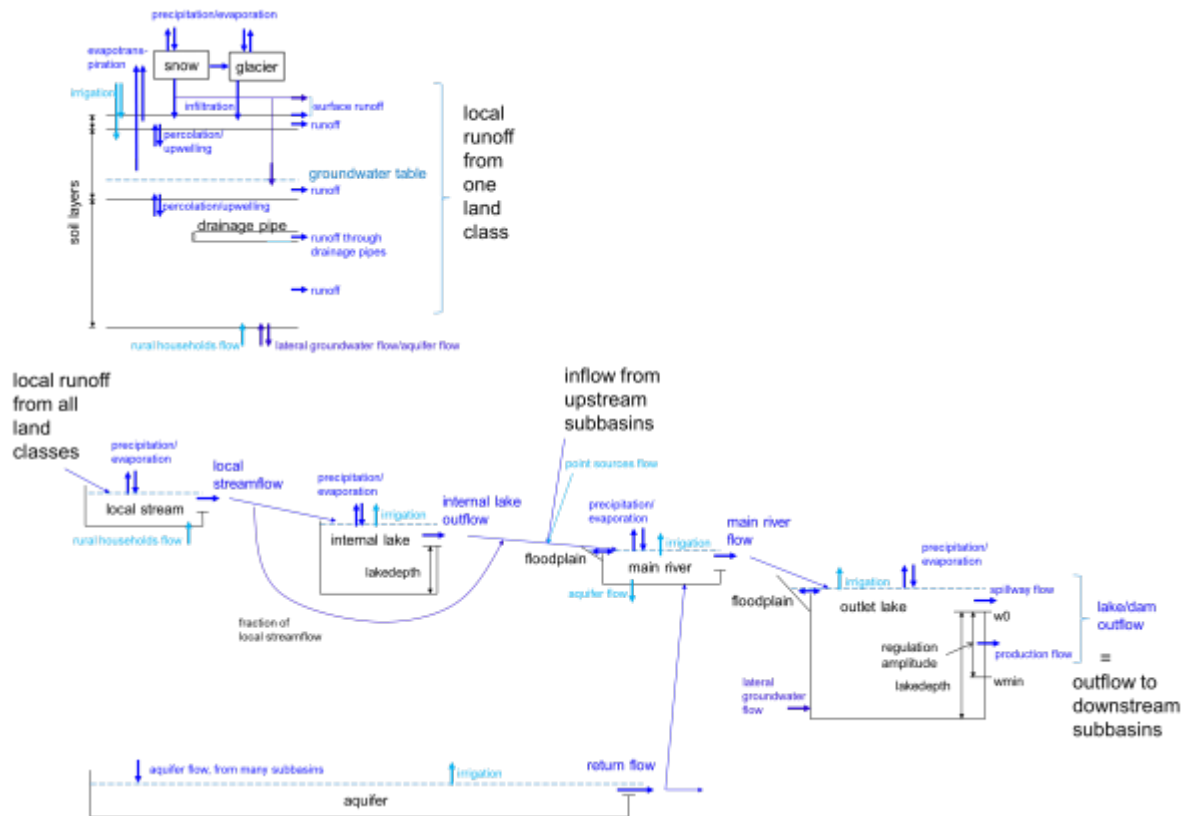 precipitation/evaporation
evapotrans-
piration
snow
glacier
irrigation
infiltration
surface runoff
runoff
percolation/
upwelling
groundwater table
runoff
percolation/upwelling
soil layers
drainage pipe
runoff through
drainage pipes
runoff
rural households flow
lateral groundwater flow/aquifer flow
local
runoff
from
one
land
class
local runoff
from all
land
classes
precipitation/
evaporation
local
streamflow
local stream
rural households flow
precipitation/
evaporation
irrigation
internal lake
lakedepth
internal lake
outflow
fraction of
local streamflow
inflow from
upstream
subbasins
point sources flow
precipitation/
evaporation
irrigation
floodplain
main river
aquifer flow
main river
flow
precipitation/
evaporation
irrigation
floodplain
outlet lake
spillway flow
w0
regulation
amplitude
production flow
lakedepth
wmin
lateral
groundwater
flow
lake/dam
outflow
=
outflow to
downstream
subbasins
aquifer flow, from many subbasins
irrigation
return flow
aquifer